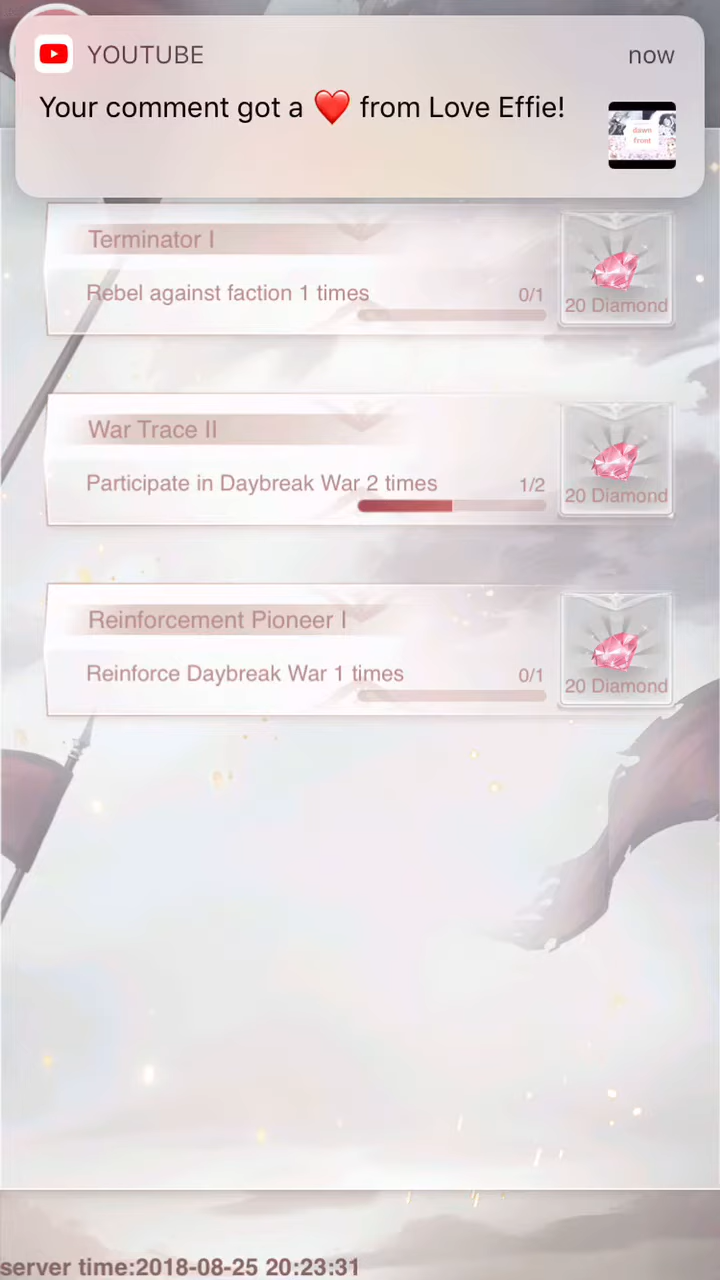 YOUTUBE
now
Your comment got a ❤️ from Love Effie!
dawn
front
Terminator I
Rebel against faction 1 times
0/1
20 Diamond
War Trace II
Participate in Daybreak War 2 times
1/2
20 Diamond
Reinforcement Pioneer I
Reinforce Daybreak War 1 times
0/1
20 Diamond
server time:2018-08-25 20:23:31